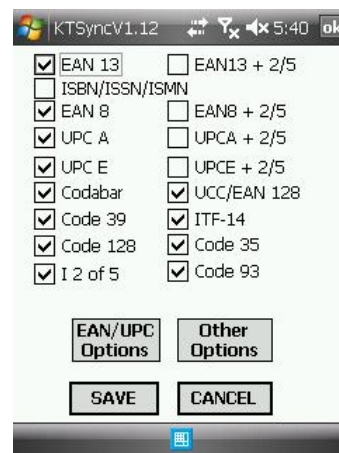 KTSyncV1.12 5:40 ok
EAN 13 EAN13 + 2/5
ISBN/ISSN/ISMN
EAN 8 EAN8 + 2/5
UPC A UPCA + 2/5
UPC E UPCE + 2/5
Codabar UCC/EAN 128
Code 39 ITF-14
Code 128 Code 35
I 2 of 5 Code 93
EAN/UPC Other
Options Options
SAVE CANCEL